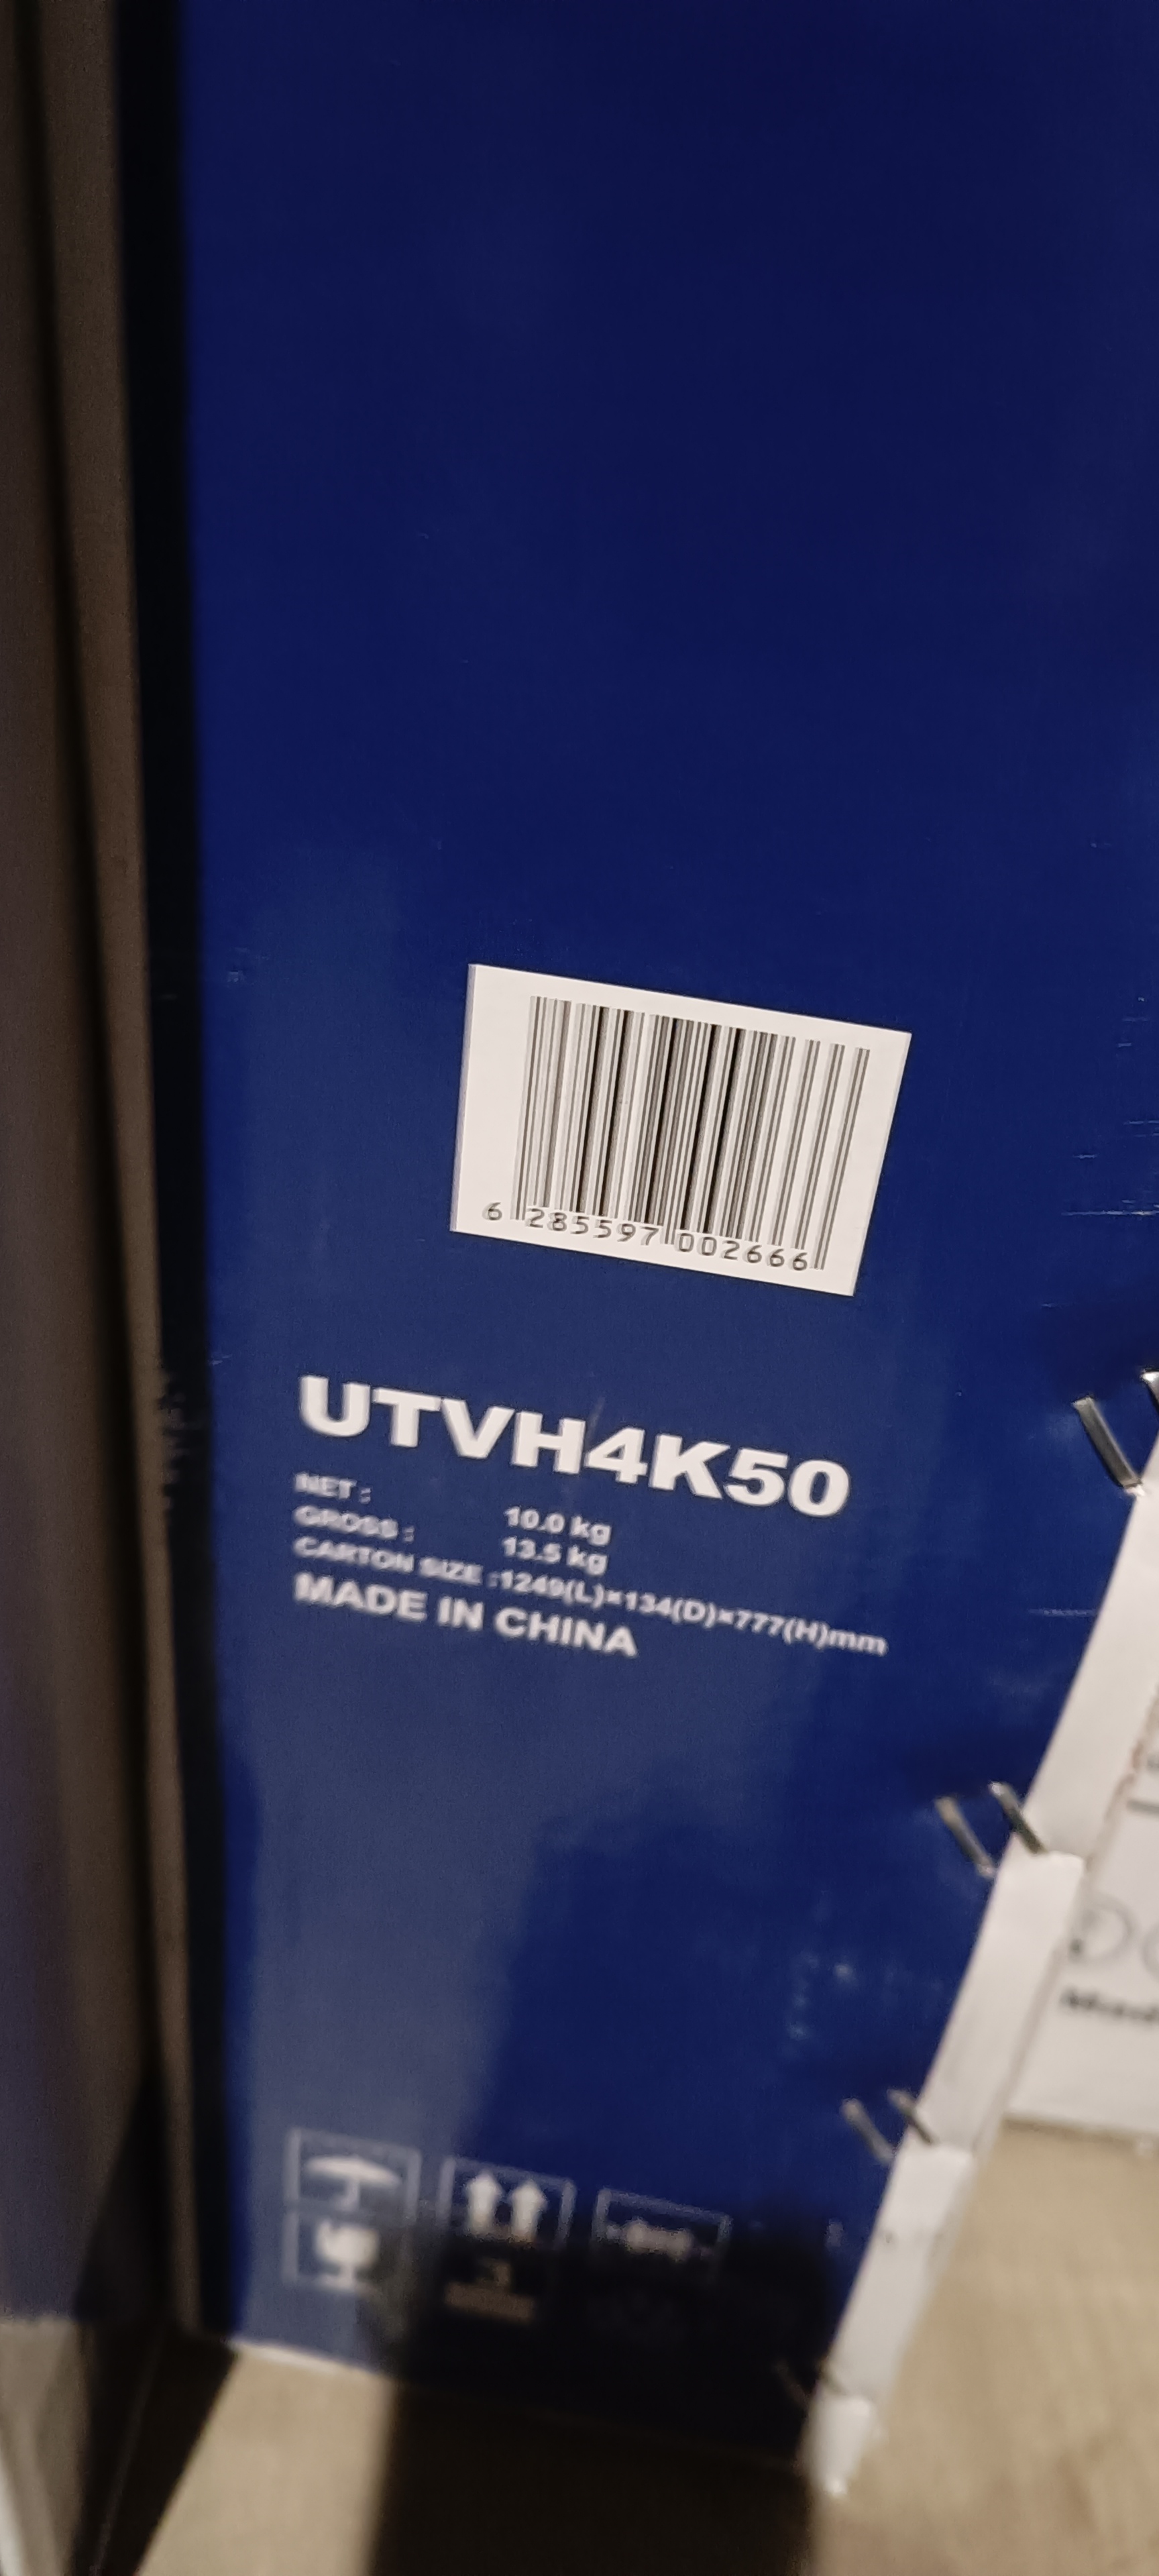 6 285597 002666
UTVH4K50
NET : 10.0 kg
GROSS : 13.5 kg
CARTON SIZE :1249(L)×134(D)×777(H)mm
MADE IN CHINA